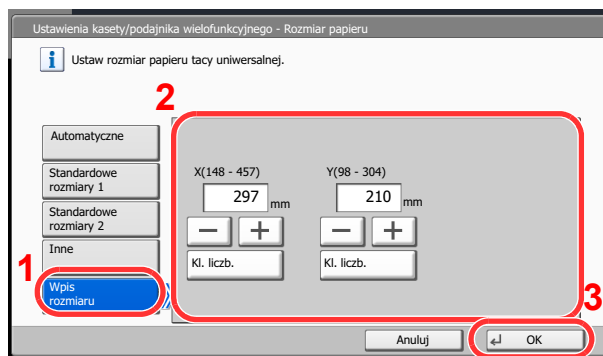 Ustawienia kasety/podajnika wielofunkcyjnego - Rozmiar papieru
i Ustaw rozmiar papieru tacy uniwersalnej.
2
Automatyczne
Standardowe
rozmiary 1
Standardowe
rozmiary 2
Inne
1
Wpis
rozmiaru
X(148 - 457)
297 mm
− +
Kl. liczb.
Y(98 - 304)
210 mm
− +
Kl. liczb.
3
Anuluj
OK